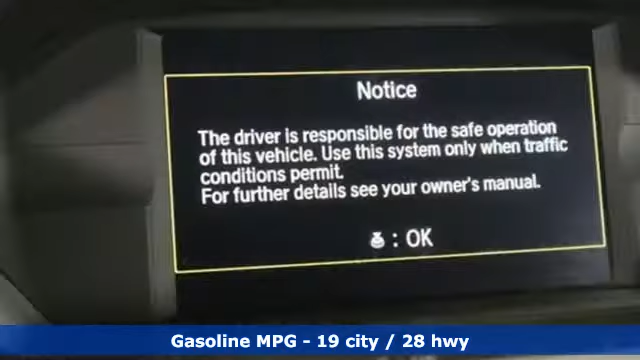 Notice
The driver is responsible for the safe operation
of this vehicle. Use this system only when traffic
conditions permit.
For further details see your owner's manual.
: OK
Gasoline MPG - 19 city / 28 hwy